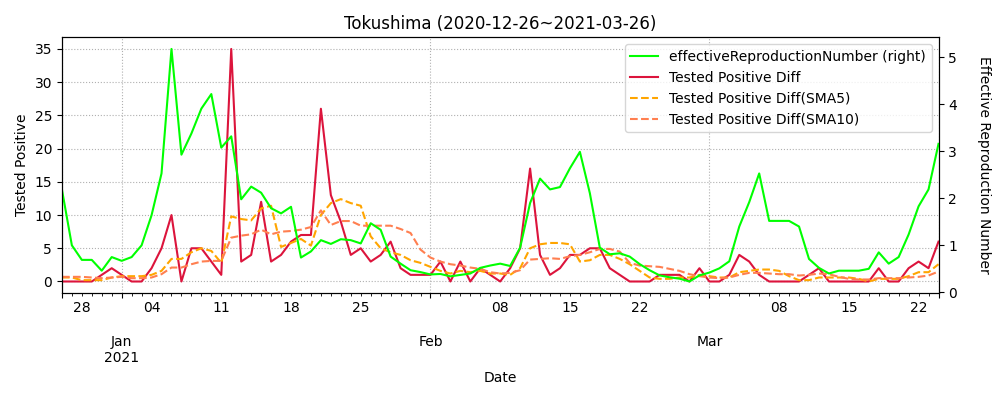 Tokushima (2020-12-26~2021-03-26)
effectiveReproductionNumber (right)
Tested Positive Diff
Tested Positive Diff(SMA5)
Tested Positive Diff(SMA10)
Tested Positive
35
30
25
20
15
10
5
0
Effective Reproduction Number
5
4
3
2
1
0
28 04 11 18 25 08 15 22 08 15 22
Jan Feb Mar
2021
Date